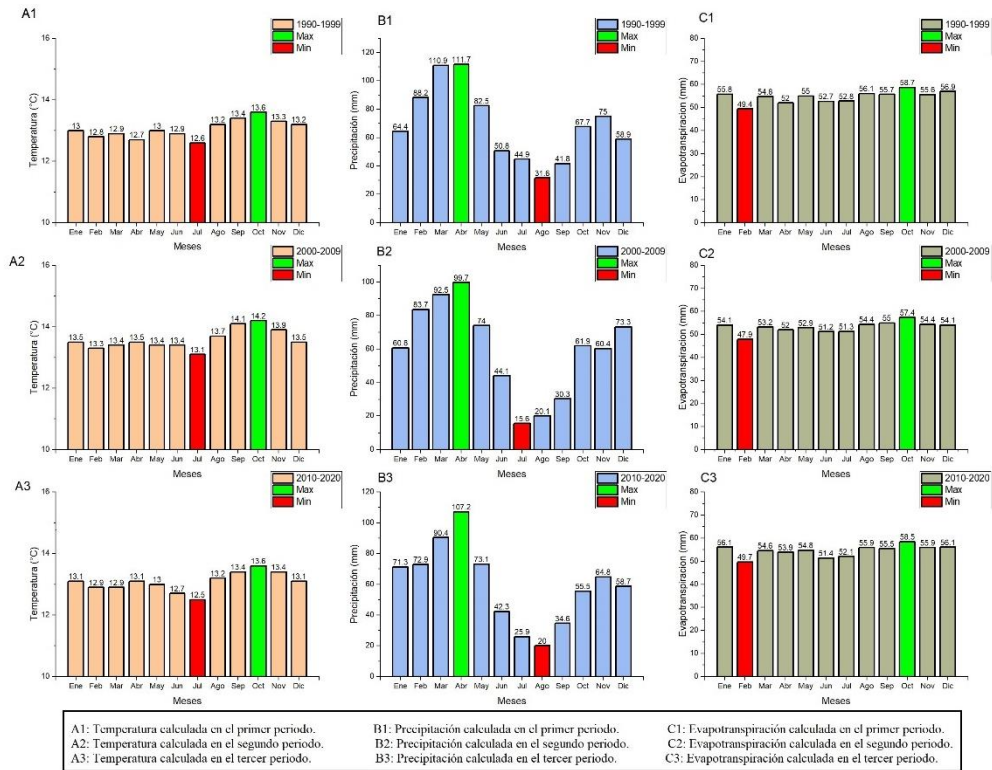 A1
1990-1999
Max
Min
Temperatura (°C)
16
14
12
10
13
12.8
12.9
12.7
13
12.9
12.6
13.2
13.4
13.6
13.3
13.2
Ene Feb Mar Abr May Jun Jul Ago Sep Oct Nov Dic
Meses
B1
1990-1999
Max
Min
Precipitación (mm)
120
100
80
60
40
20
0
64.4
88.2
110.9
111.7
82.5
50.8
44.9
31.8
41.8
67.7
75
58.9
Ene Feb Mar Abr May Jun Jul Ago Sep Oct Nov Dic
Meses
C1
1990-1999
Max
Min
Evapotranspiracion (mm)
80
70
60
50
40
30
20
10
0
55.8
49.4
54.8
52
55
52.7
52.8
56.1
55.7
58.7
55.8
56.9
Ene Feb Mar Abr May Jun Jul Ago Sep Oct Nov Dic
Meses
A2
2000-2009
Max
Min
Temperatura (°C)
16
14
12
10
13.5
13.3
13.4
13.5
13.4
13.4
13.1
13.7
14.1
14.2
13.9
13.5
Ene Feb Mar Abr May Jun Jul Ago Sep Oct Nov Dic
Meses
B2
2000-2009
Max
Min
Precipitación (mm)
100
80
60
40
20
0
60.8
83.7
92.5
99.7
74
44.1
15.6
20.1
30.3
61.9
60.4
73.3
Ene Feb Mar Abr May Jun Jul Ago Sep Oct Nov Dic
Meses
C2
2000-2009
Max
Min
Evapotranspiracion (mm)
80
70
60
50
40
30
20
10
0
54.1
47.9
53.2
52
52.9
51.2
51.3
54.4
55
57.4
54.4
54.1
Ene Feb Mar Abr May Jun Jul Ago Sep Oct Nov Dic
Meses
A3
2010-2020
Max
Min
Temperatura (°C)
16
14
12
10
13.1
12.9
12.9
13.1
13
12.7
12.5
13.2
13.4
13.6
13.4
13.1
Ene Feb Mar Abr May Jun Jul Ago Sep Oct Nov Dic
Meses
B3
2010-2020
Max
Min
Precipitación (mm)
120
100
80
60
40
20
0
71.3
72.9
90.4
107.2
73.1
42.3
25.9
20
34.6
55.5
64.8
58.7
Ene Feb Mar Abr May Jun Jul Ago Sep Oct Nov Dic
Meses
C3
2010-2020
Max
Min
Evapotranspiracion (mm)
80
70
60
50
40
30
20
10
0
56.1
49.7
54.6
53.9
54.8
51.4
52.1
55.9
55.5
58.5
55.9
56.1
Ene Feb Mar Abr May Jun Jul Ago Sep Oct Nov Dic
Meses
A1: Temperatura calculada en el primer periodo.
A2: Temperatura calculada en el segundo periodo.
A3: Temperatura calculada en el tercer periodo.
B1: Precipitación calculada en el primer periodo.
B2: Precipitación calculada en el segundo periodo.
B3: Precipitación calculada en el tercer periodo.
C1: Evapotranspiración calculada en el primer periodo.
C2: Evapotranspiración calculada en el segundo periodo.
C3: Evapotranspiración calculada en el tercer periodo.